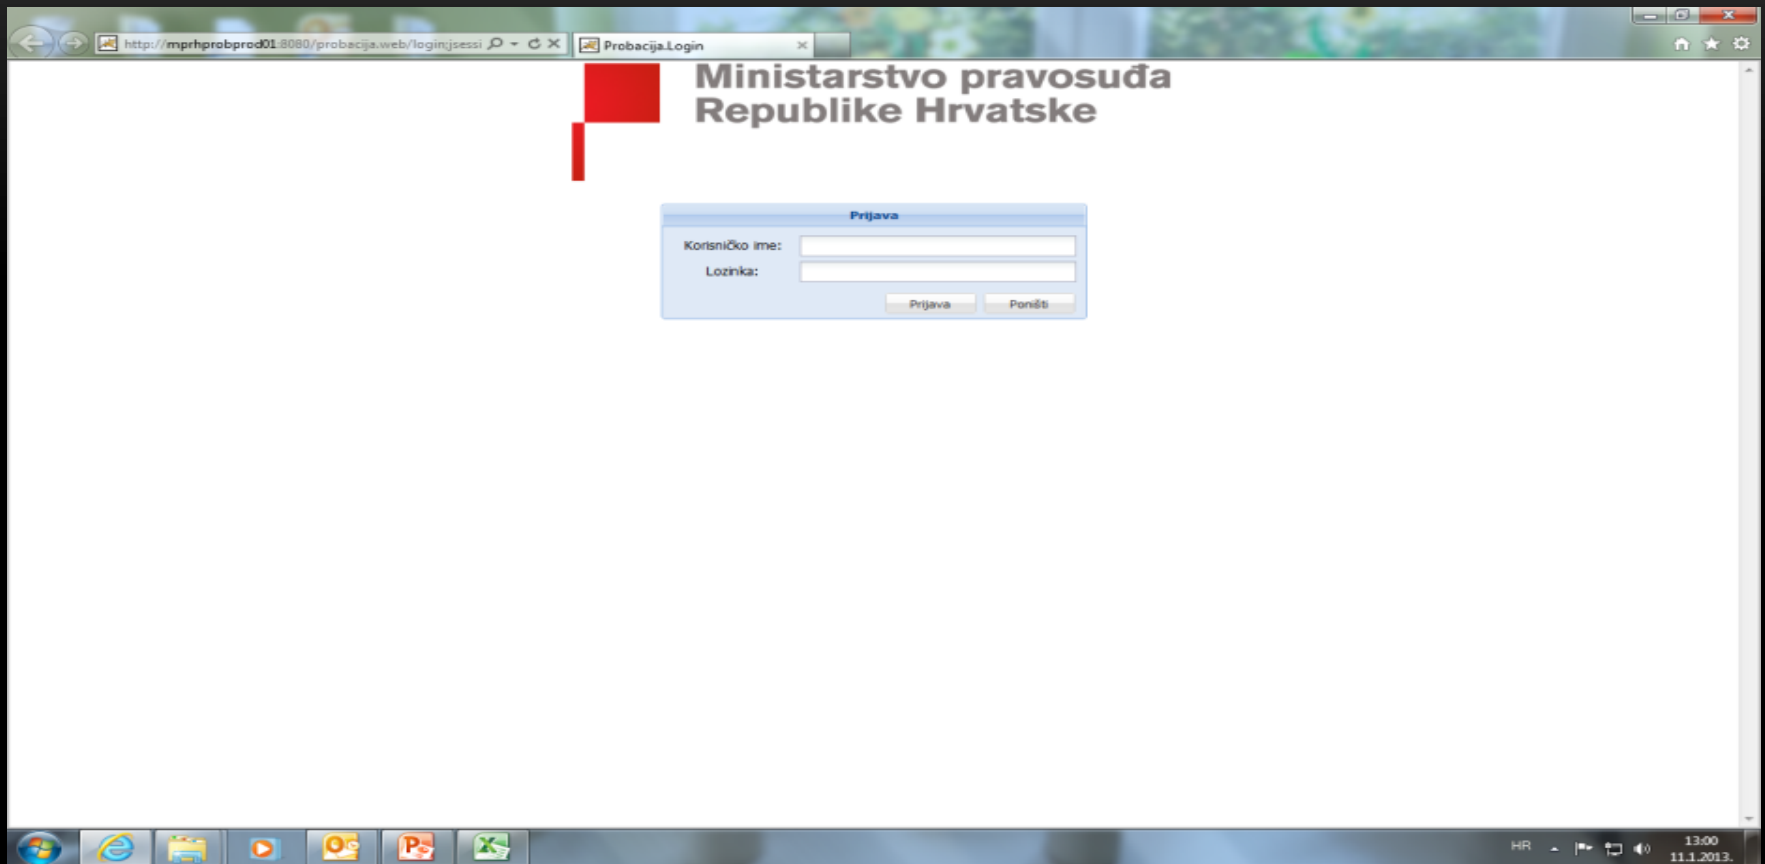 http://mprhprobprod01:8080/probacija.web/login;jsessi
Probacija.Login
Ministarstvo pravosuđa
Republike Hrvatske
Prijava
Korisničko ime:
Lozinka:
Prijava Poništi
HR
13:00
11.1.2013.